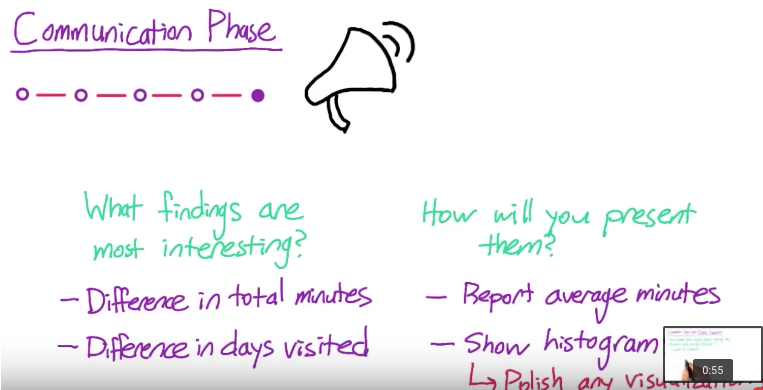 Communication Phase
What findings are
most interesting?
- Difference in total minutes
- Difference in days visited
How will you present
them?
- Report average minutes
- Show histogram
↳ Polish any
0:55